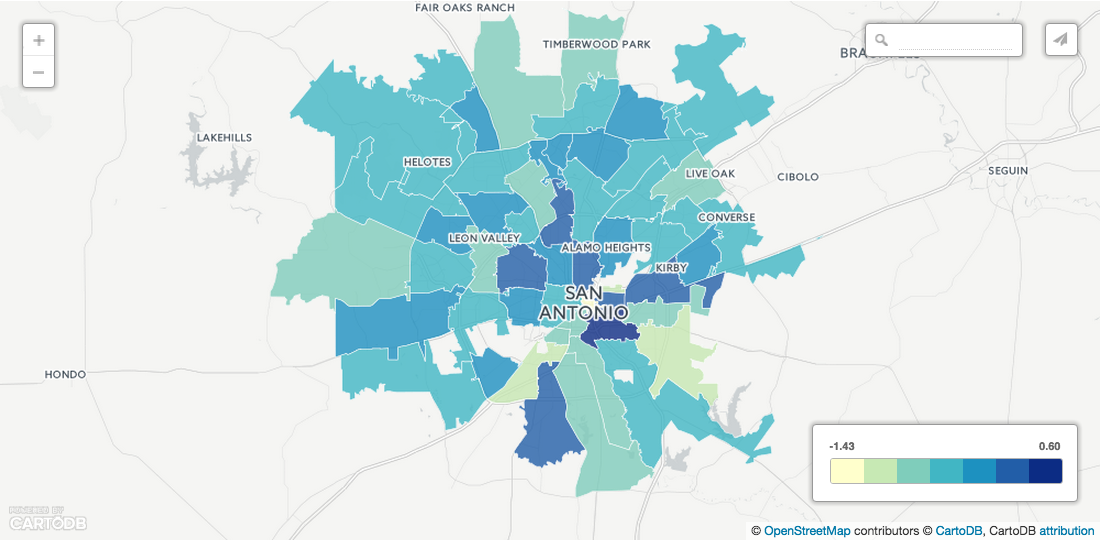 FAIR OAKS RANCH
TIMBERWOOD PARK
+
−
LAKEHILLS
HELOTES
LIVE OAK
CIBOLO
SEGUIN
CONVERSE
LEON VALLEY
ALAMO HEIGHTS
KIRBY
SAN
ANTONIO
HONDO
-1.43 0.60
POWERED BY
CARTODB
© OpenStreetMap contributors © CartoDB, CartoDB attribution